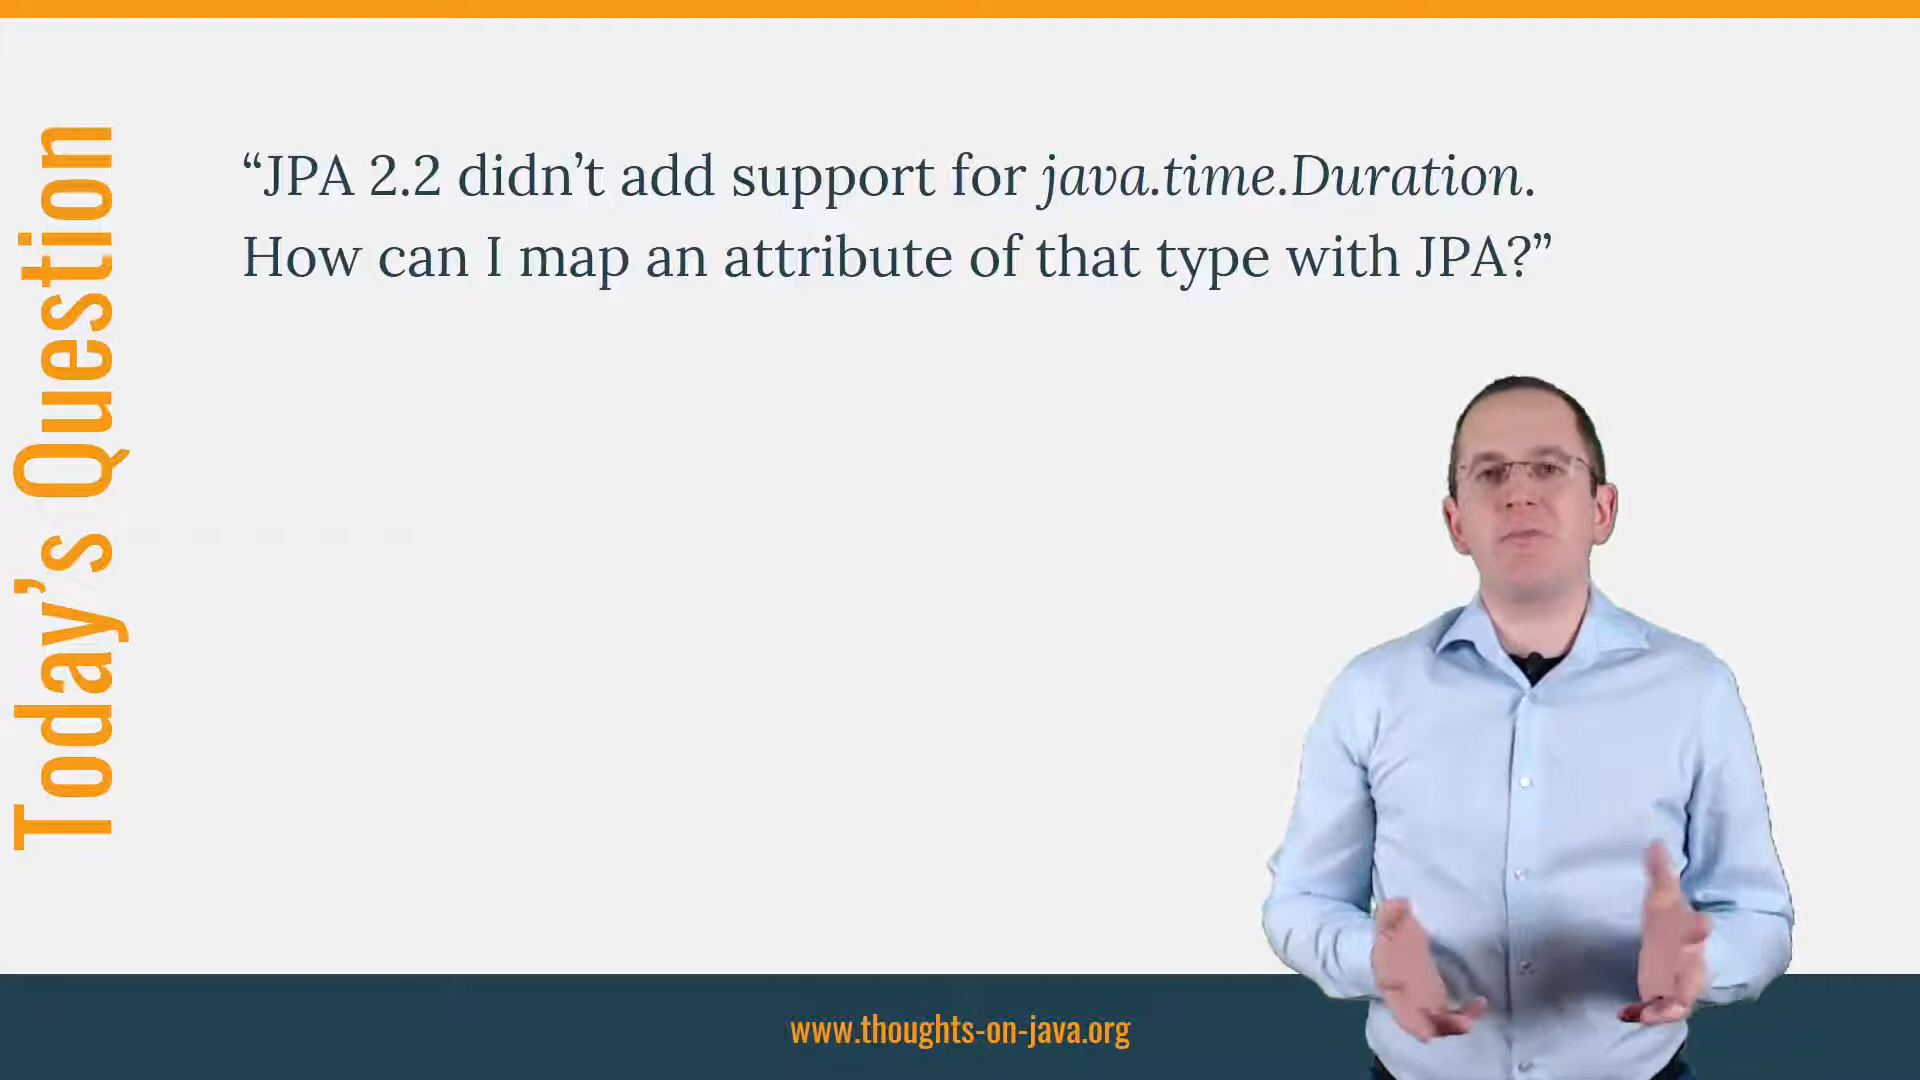 Today's Question
“JPA 2.2 didn’t add support for java.time.Duration.
How can I map an attribute of that type with JPA?”
www.thoughts-on-java.org